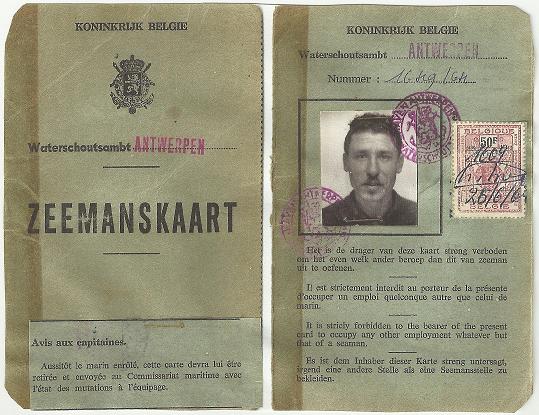 KONINKRIJK BELGIE
Waterschoutsambt ANTWERPEN
ZEEMANSKAART
Avis aux capitaines.
Aussitôt le marin enrôlé, cette carte devra lui être
retirée et envoyée au Commissariat maritime avec
l'état des mutations à l'équipage.
KONINKRIJK BELGIE
Waterschoutsambt ANTWERPEN
Nummer :
BELGIQUE
50F
BELGIE
Het is de drager van deze kaart streng verboden
om het even welk ander beroep dan dit van zeeman
uit te oefenen.
Il est strictement interdit au porteur de la présente
d'occuper un emploi quelconque autre que celui de
marin.
It is strictly forbidden to the bearer of the present
card to occupy any other employment whatever but
that of a seaman.
Es ist dem Inhaber dieser Karte streng untersagt,
irgend eine andere Stelle als eine Seemansstelle zu
bekleiden.